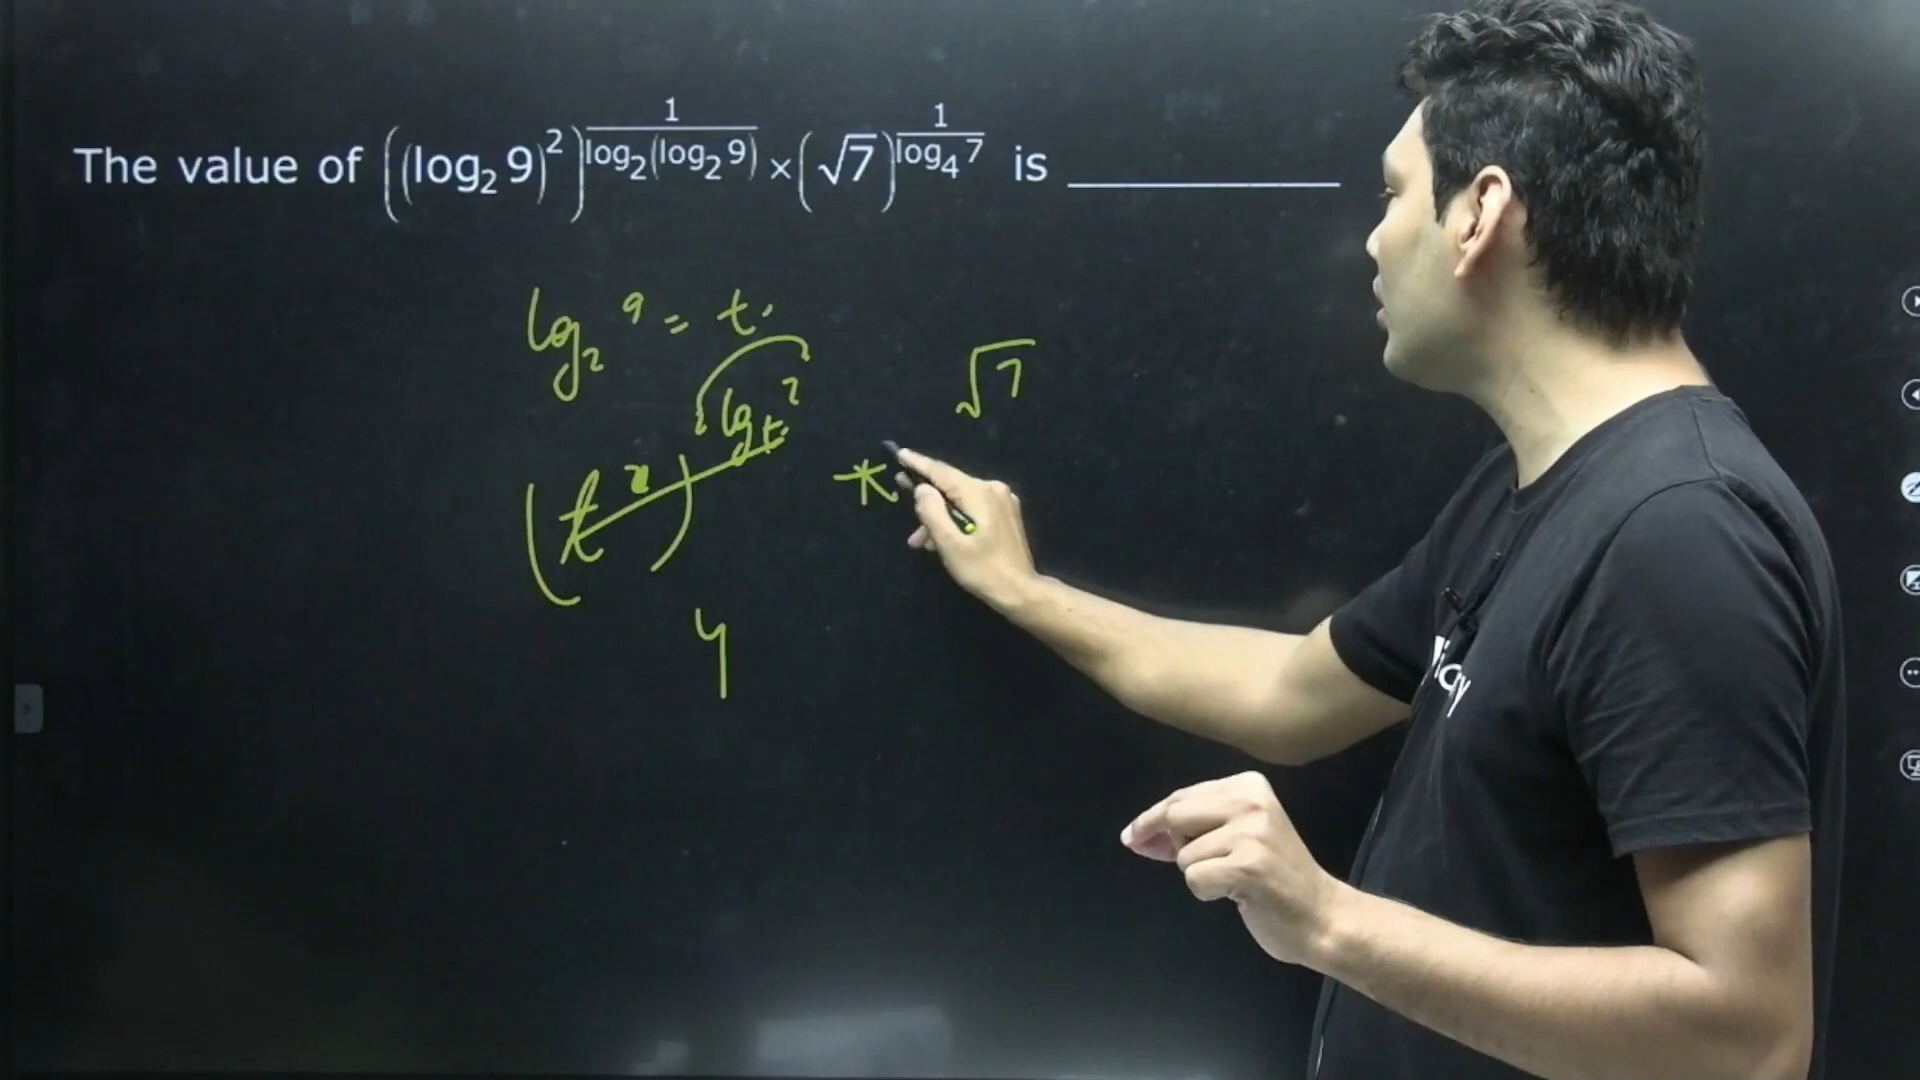 The value of ((log₂ 9)²)^(1/(log₂(log₂ 9))) × (√7)^(1/(log₄ 7)) is ________
log₂ 9 = t.
√7
(t²)^(log_t 2) ×
4